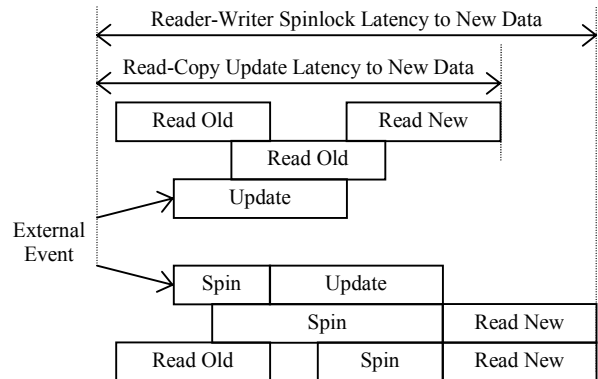 Reader-Writer Spinlock Latency to New Data
Read-Copy Update Latency to New Data
Read Old
Read New
Read Old
Update
External
Event
Spin
Update
Spin
Read New
Read Old
Spin
Read New